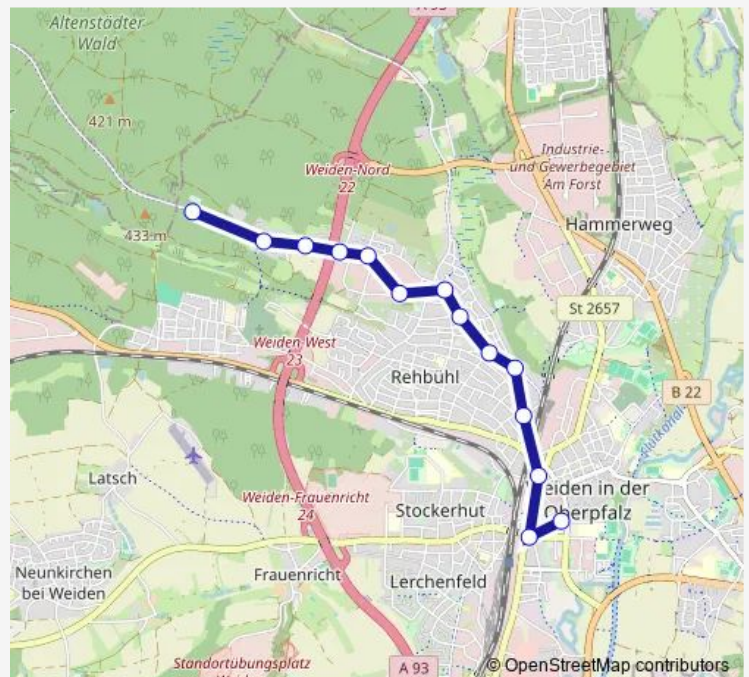 A 93
Altenstädter
Wald
421 m
Weiden-Nord
22
Industrie-
und Gewerbegebiet
Am Forst
433 m
Hammerweg
St 2657
Weiden-West
23
Rehbühl
B 22
Flutkanal
Latsch
Weiden-Frauenricht
24
Stockerhut
eiden in der
Oberpfalz
Neunkirchen
bei Weiden
Frauenricht
Lerchenfeld
Standortübungsplatz
A 93
© OpenStreetMap contributors